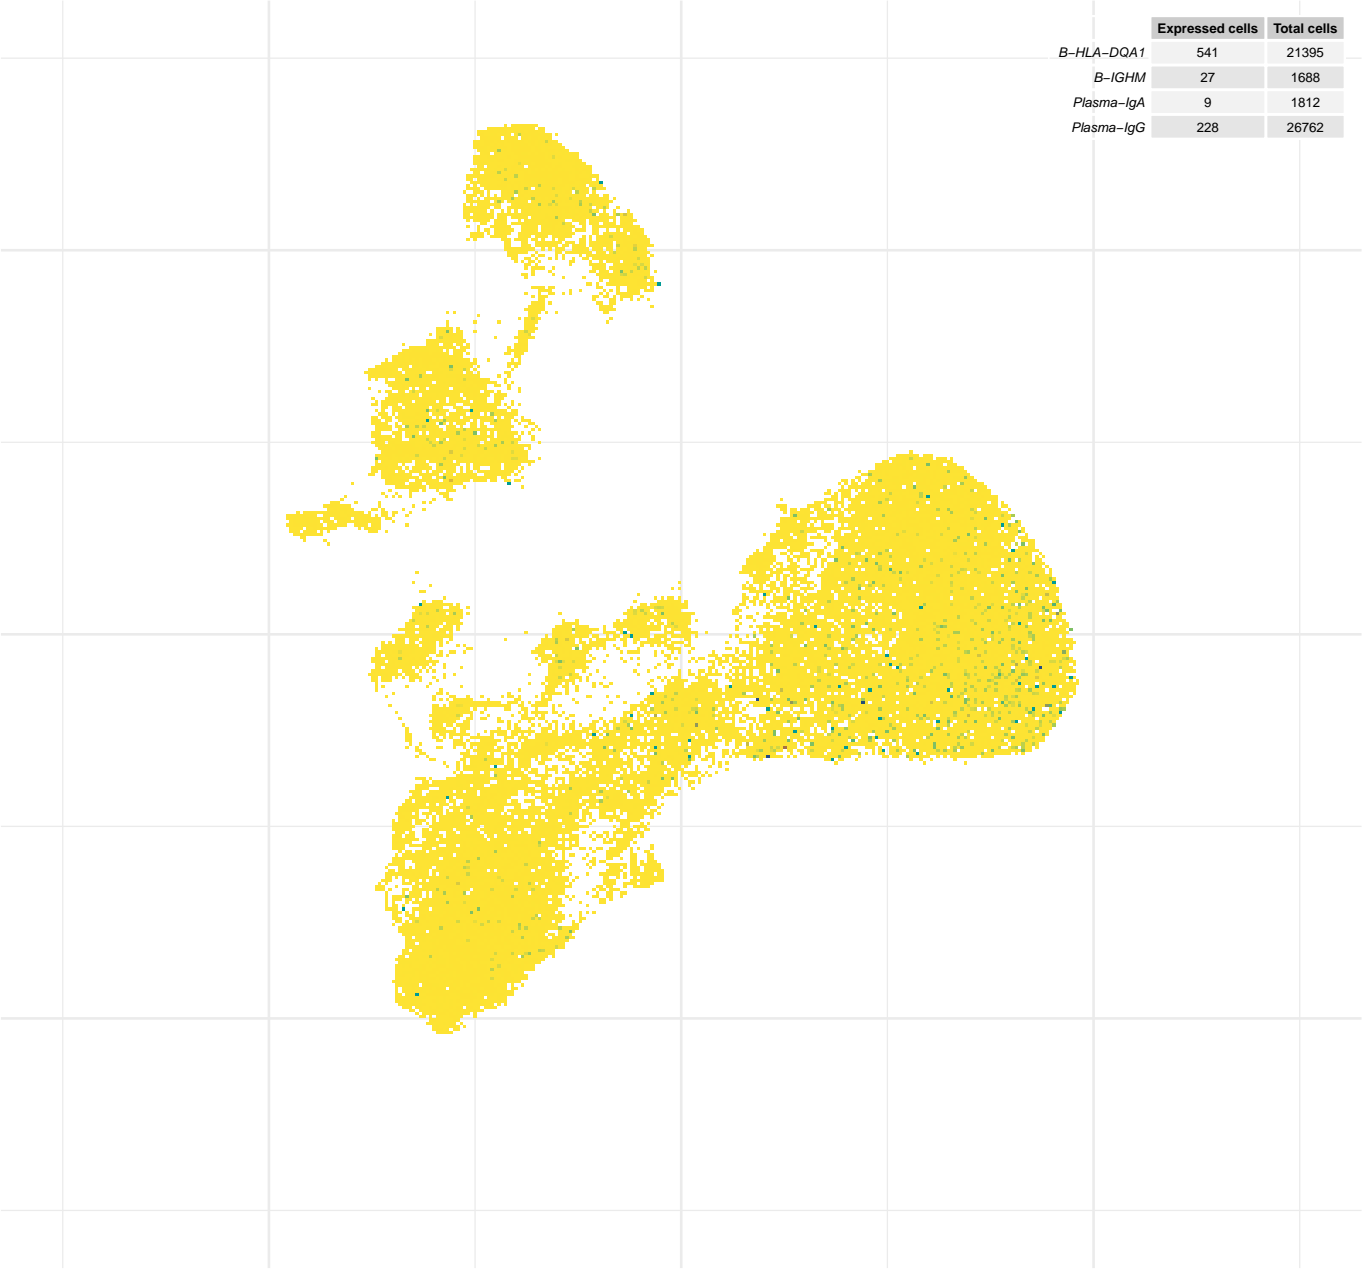 Expressed cells Total cells
B−HLA−DQA1 541 21395
B−IGHM 27 1688
Plasma−IgA 9 1812
Plasma−IgG 228 26762